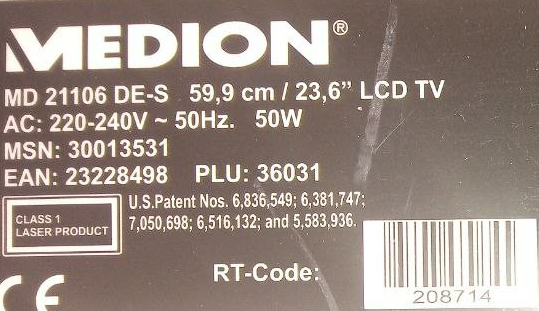 MEDION®
MD 21106 DE-S 59,9 cm / 23,6" LCD TV
AC: 220-240V ~ 50Hz. 50W
MSN: 30013531
EAN: 23228498 PLU: 36031
U.S.Patent Nos. 6,836,549; 6,381,747;
7,050,698; 6,516,132; and 5,583,936.
CLASS 1
LASER PRODUCT
RT-Code:
CE
208714